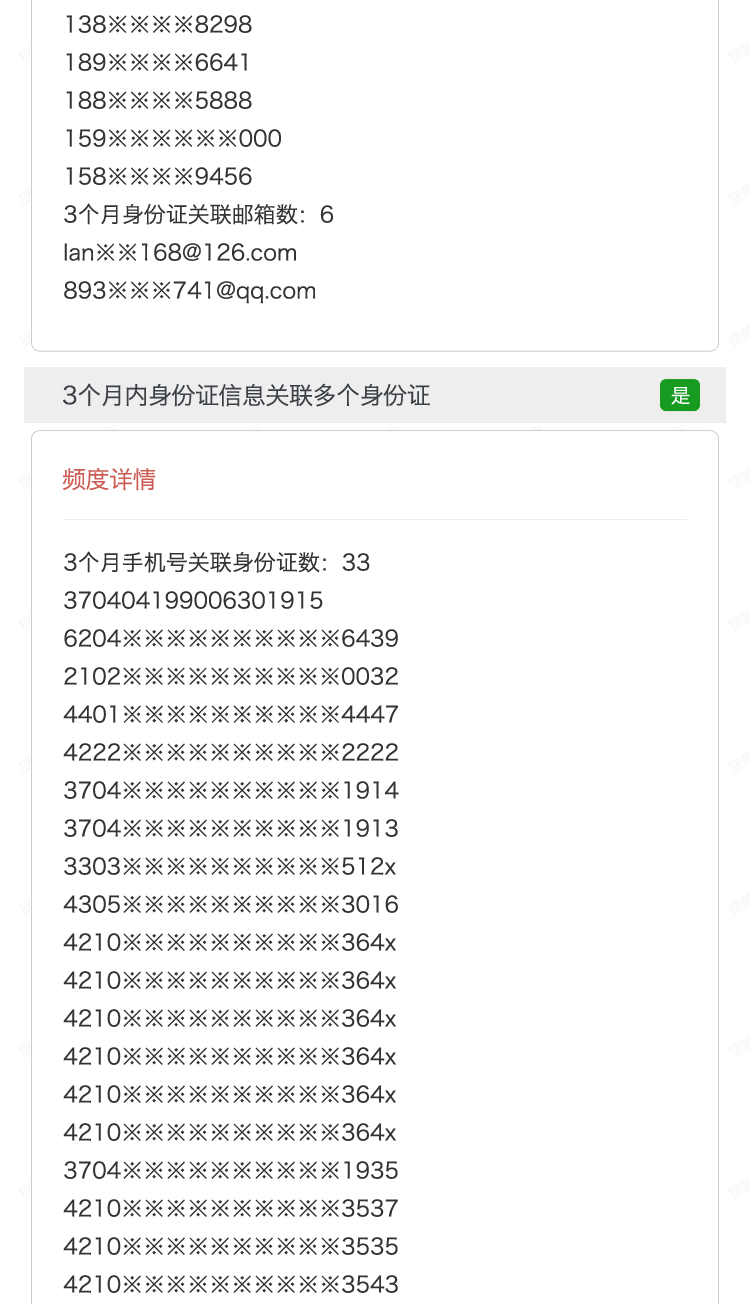 138※※※※8298
189※※※※6641
188※※※※5888
159※※※※※※000
158※※※※9456
3个月身份证关联邮箱数：6
lan※※168@126.com
893※※※741@qq.com
3个月内身份证信息关联多个身份证 是
频度详情
3个月手机号关联身份证数：33
370404199006301915
6204※※※※※※※※※※6439
2102※※※※※※※※※※0032
4401※※※※※※※※※※4447
4222※※※※※※※※※※2222
3704※※※※※※※※※※1914
3704※※※※※※※※※※1913
3303※※※※※※※※※※512x
4305※※※※※※※※※※3016
4210※※※※※※※※※※364x
4210※※※※※※※※※※364x
4210※※※※※※※※※※364x
4210※※※※※※※※※※364x
4210※※※※※※※※※※364x
4210※※※※※※※※※※364x
3704※※※※※※※※※※1935
4210※※※※※※※※※※3537
4210※※※※※※※※※※3535
4210※※※※※※※※※※3543